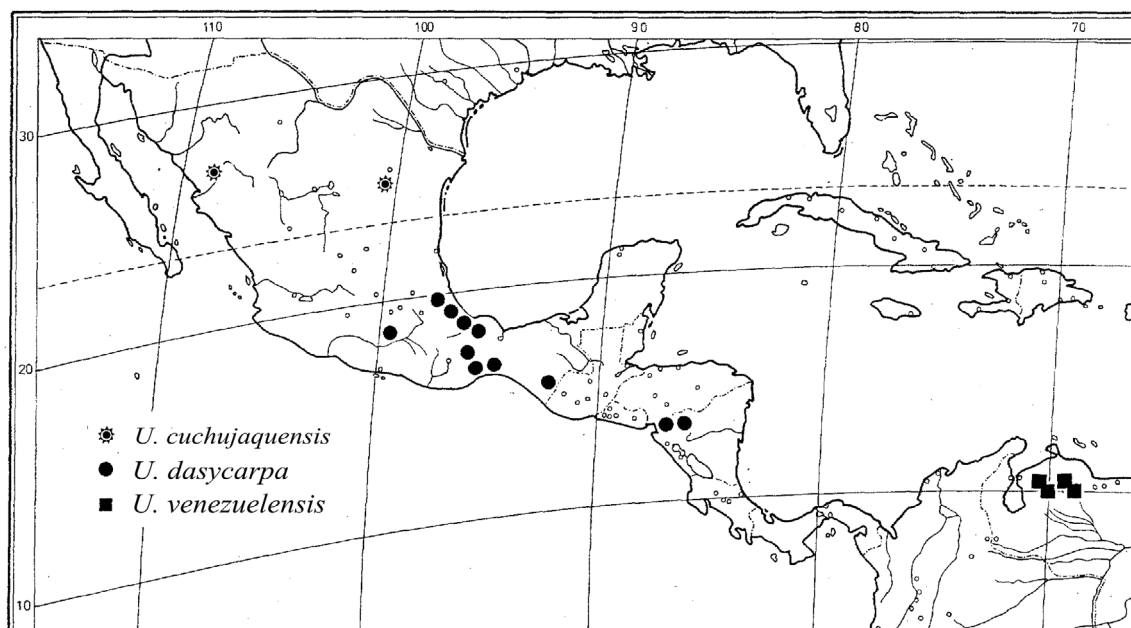 110 100 90 80 70
30
20
10
U. cuchujaquensis
U. dasycarpa
U. venezuelensis